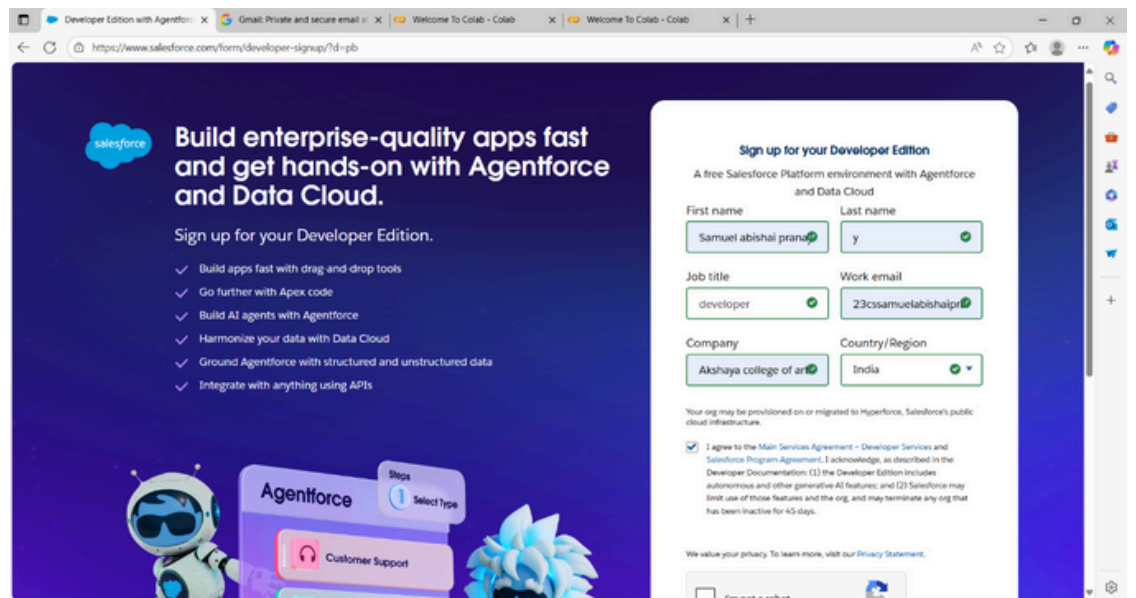 Developer Edition with Agentforc
Gmail: Private and secure email a
Welcome To Colab - Colab
Welcome To Colab - Colab
https://www.salesforce.com/form/developer-signup/?d=pb
salesforce
Build enterprise-quality apps fast
and get hands-on with Agentforce
and Data Cloud.
Sign up for your Developer Edition.
Build apps fast with drag-and-drop tools
Go further with Apex code
Build AI agents with Agentforce
Harmonize your data with Data Cloud
Ground Agentforce with structured and unstructured data
Integrate with anything using APIs
Agentforce
Steps
1 Select Type
Customer Support
Sign up for your Developer Edition
A free Salesforce Platform environment with Agentforce
and Data Cloud
First name Last name
Samuel abishai pranay y
Job title Work email
developer 23cssamuelabishaipr
Company Country/Region
Akshaya college of art India
Your org may be provisioned on or migrated to Hyperforce, Salesforce's public
cloud infrastructure.
I agree to the Main Services Agreement – Developer Services and
Salesforce Program Agreement. I acknowledge, as described in the
Developer Documentation: (1) the Developer Edition includes
autonomous and other generative AI features; and (2) Salesforce may
limit use of those features and the org, and may terminate any org that
has been inactive for 45 days.
We value your privacy. To learn more, visit our Privacy Statement.
I'm not a robot